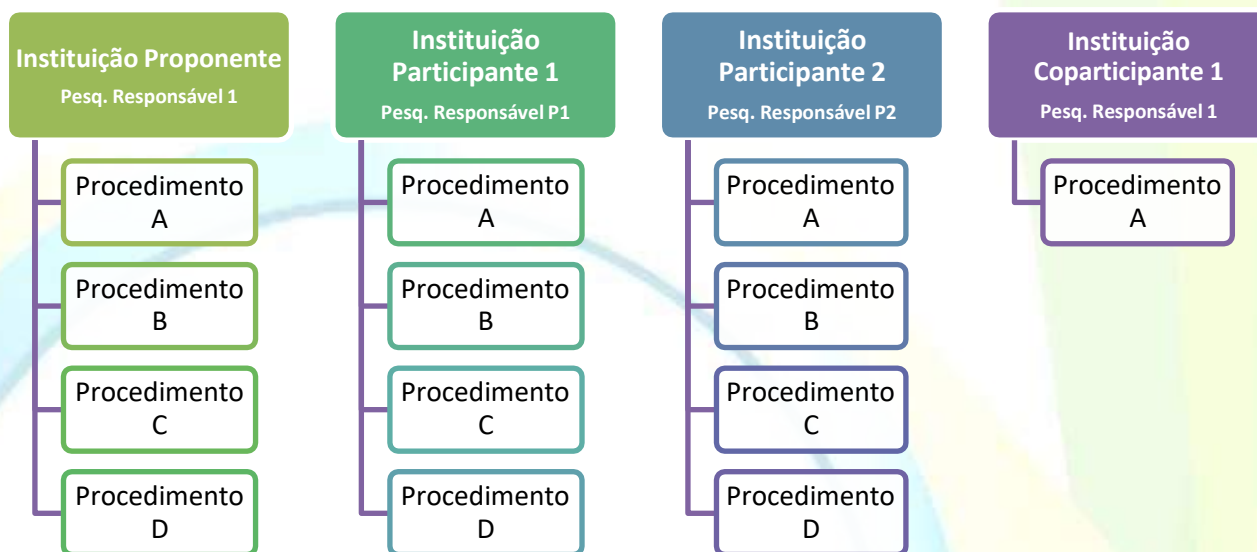 Instituição Proponente
Pesq. Responsável 1
Procedimento
A
Procedimento
B
Procedimento
C
Procedimento
D
Instituição
Participante 1
Pesq. Responsável P1
Procedimento
A
Procedimento
B
Procedimento
C
Procedimento
D
Instituição
Participante 2
Pesq. Responsável P2
Procedimento
A
Procedimento
B
Procedimento
C
Procedimento
D
Instituição
Coparticipante 1
Pesq. Responsável 1
Procedimento
A